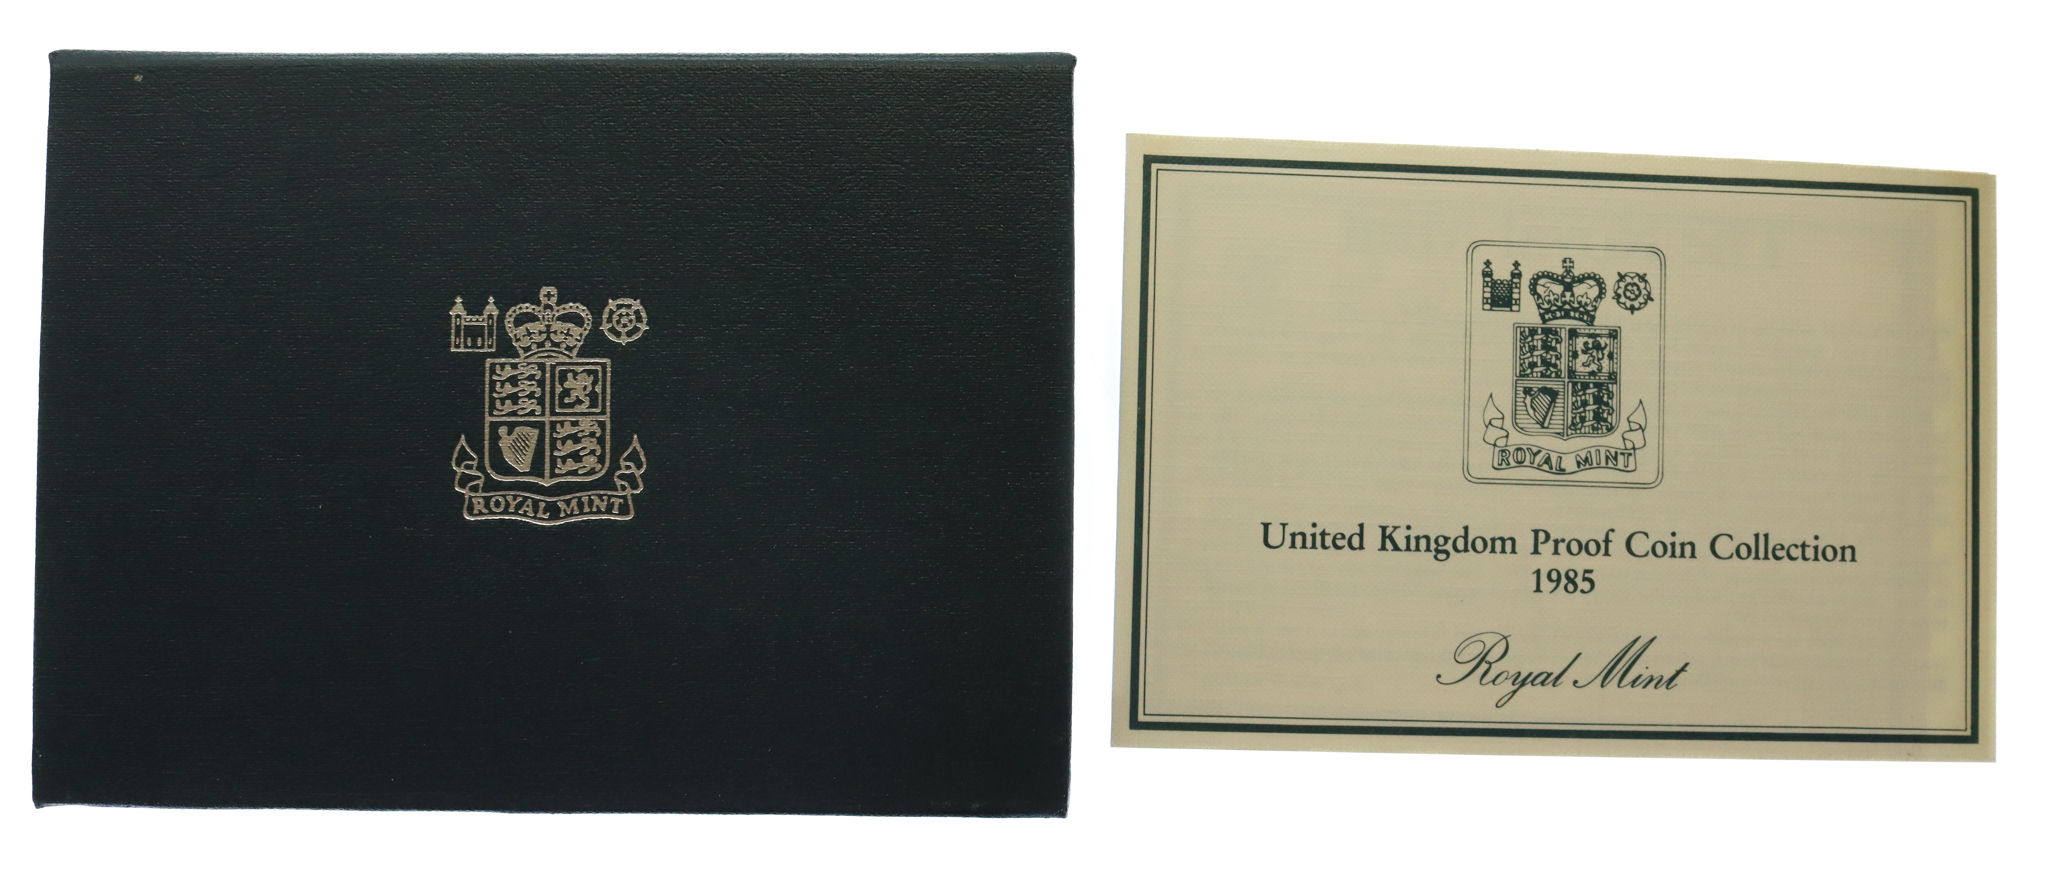 ROYAL MINT
ROYAL MINT
United Kingdom Proof Coin Collection
1985
Royal Mint